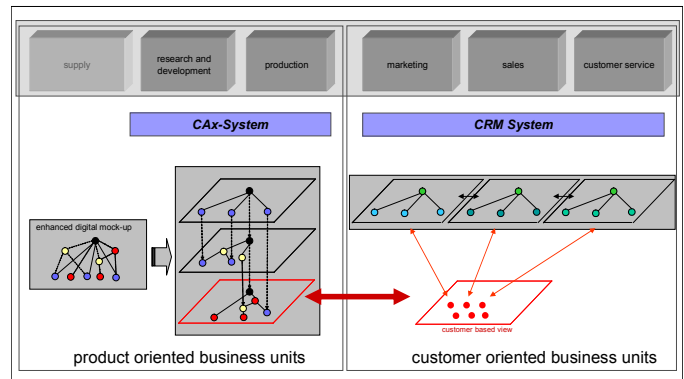 supply
research and
development
production
marketing
sales
customer service
CAx-System
CRM System
enhanced digital mock-up
customer based view
product oriented business units
customer oriented business units